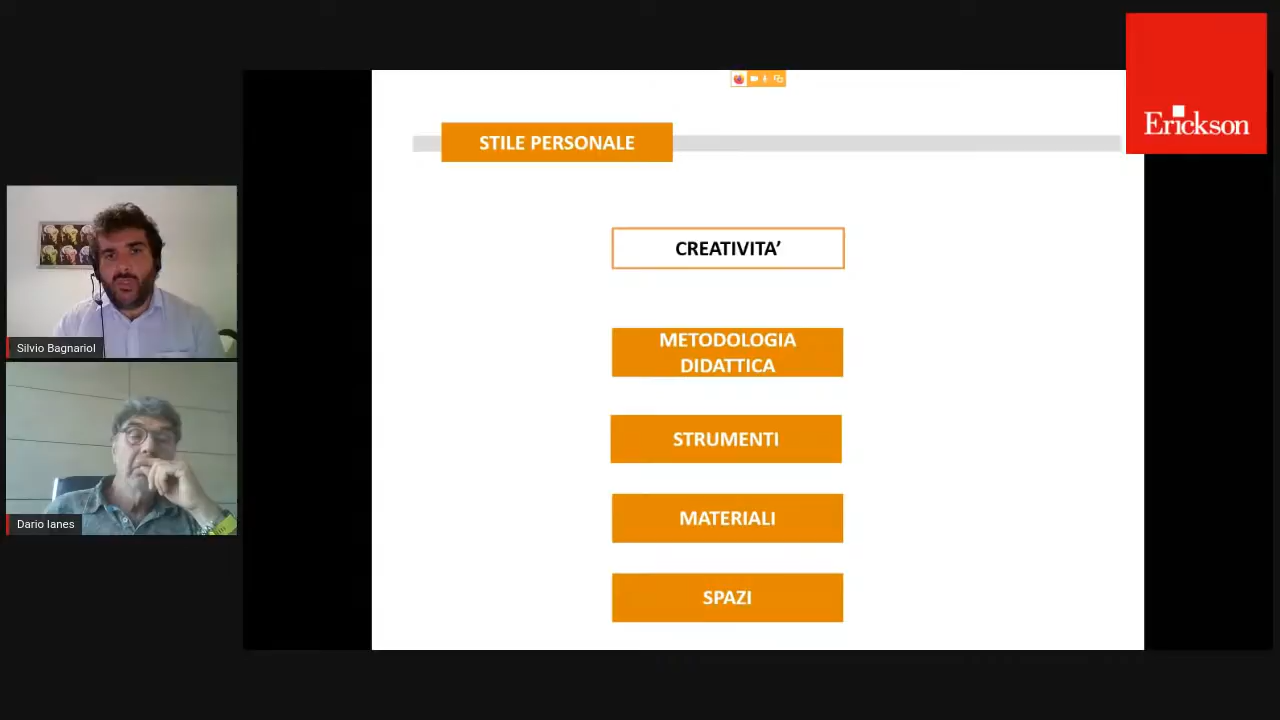 Erickson
STILE PERSONALE
CREATIVITA’
METODOLOGIA
DIDATTICA
STRUMENTI
MATERIALI
SPAZI
Silvio Bagnariol
Dario Ianes